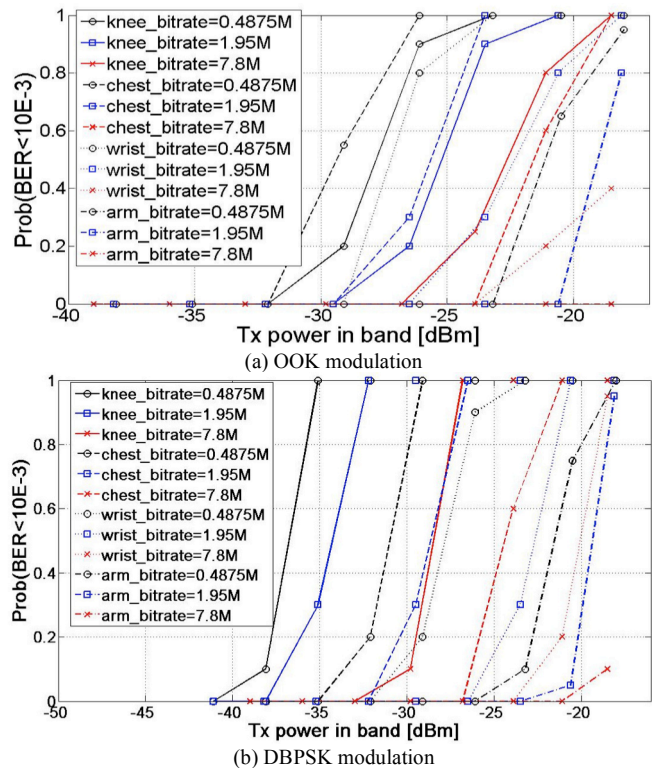 1
0.8
0.6
0.4
0.2
0
Prob(BER<10E-3)
knee_bitrate=0.4875M
knee_bitrate=1.95M
knee_bitrate=7.8M
chest_bitrate=0.4875M
chest_bitrate=1.95M
chest_bitrate=7.8M
wrist_bitrate=0.4875M
wrist_bitrate=1.95M
wrist_bitrate=7.8M
arm_bitrate=0.4875M
arm_bitrate=1.95M
arm_bitrate=7.8M
-40 -35 -30 -25 -20
Tx power in band [dBm]
(a) OOK modulation
1
0.8
0.6
0.4
0.2
0
Prob(BER<10E-3)
knee_bitrate=0.4875M
knee_bitrate=1.95M
knee_bitrate=7.8M
chest_bitrate=0.4875M
chest_bitrate=1.95M
chest_bitrate=7.8M
wrist_bitrate=0.4875M
wrist_bitrate=1.95M
wrist_bitrate=7.8M
arm_bitrate=0.4875M
arm_bitrate=1.95M
arm_bitrate=7.8M
-50 -45 -40 -35 -30 -25 -20
Tx power in band [dBm]
(b) DBPSK modulation